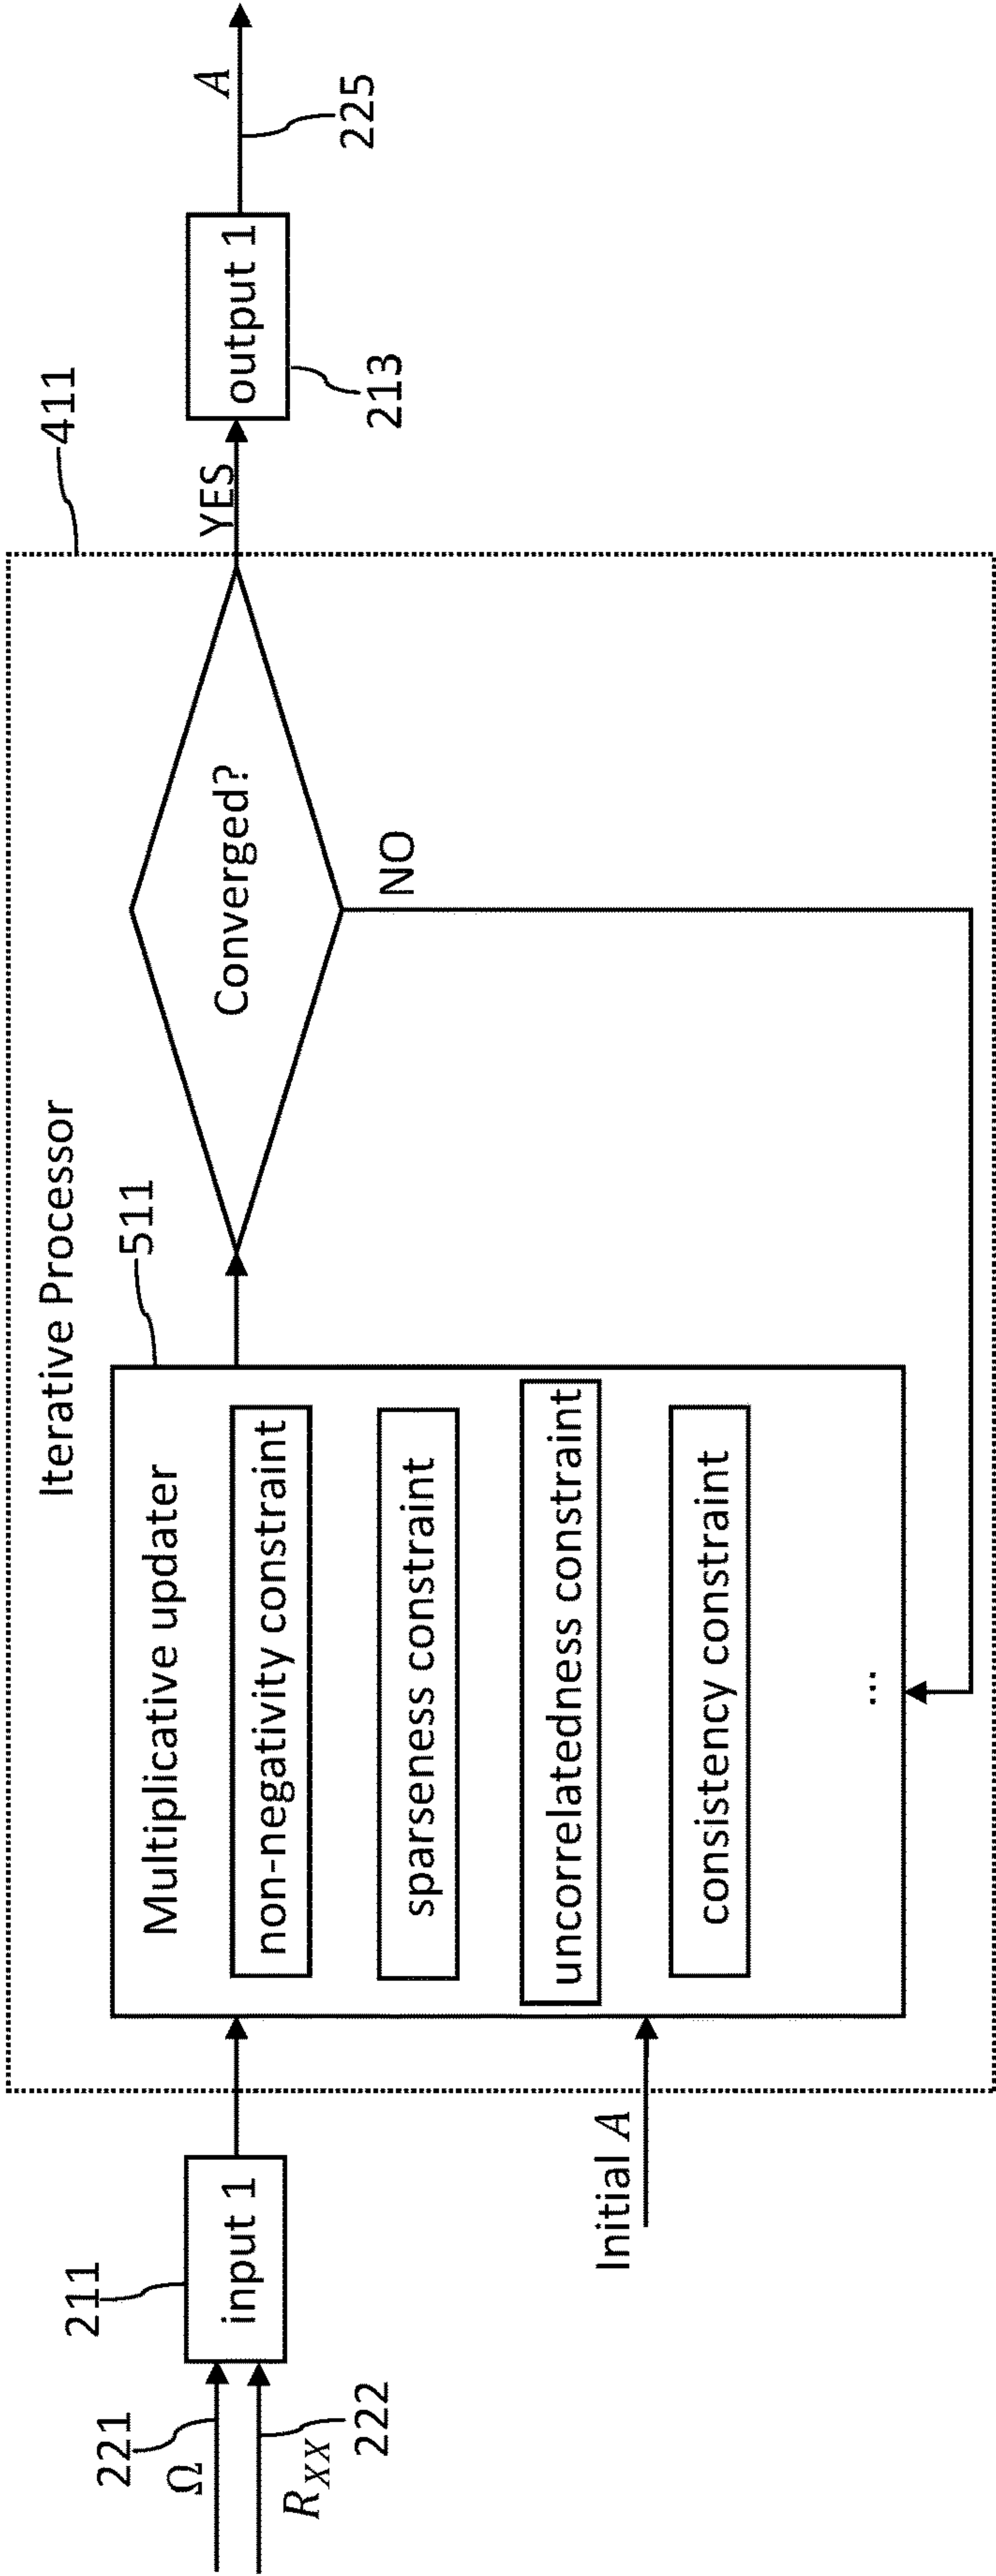 Iterative Processor
411
221
Ω
R_XX
222
211
input 1
Initial A
511
Multiplicative updater
non-negativity constraint
sparseness constraint
uncorrelatedness constraint
consistency constraint
...
Converged?
NO
YES
output 1
213
A
225